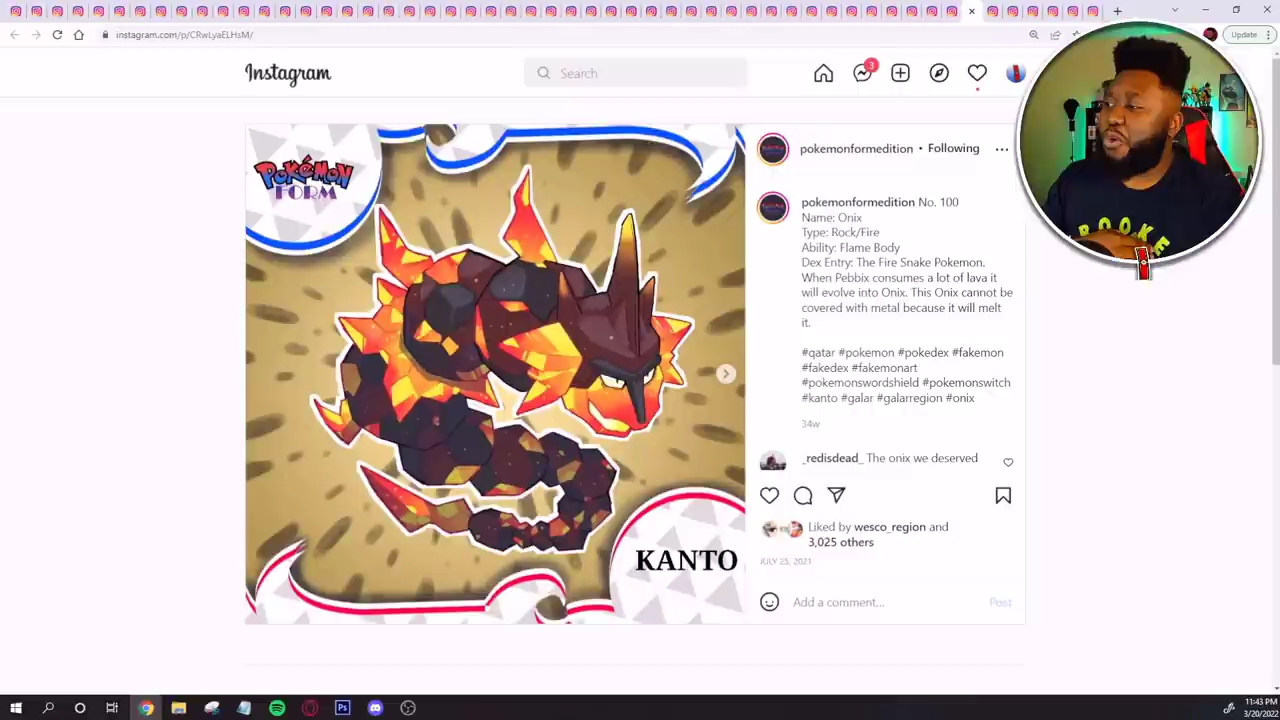 instagram.com/p/CRwLyaELHsM/
Update
Instagram
Search
3
POKÉMON
FORM
KANTO
pokemonformedition • Following
pokemonformedition No. 100
Name: Onix
Type: Rock/Fire
Ability: Flame Body
Dex Entry: The Fire Snake Pokemon.
When Pebbix consumes a lot of lava it
will evolve into Onix. This Onix cannot be
covered with metal because it will melt
it.
#qatar #pokemon #pokedex #fakemon
#fakedex #fakemonart
#pokemonswordshield #pokemonswitch
#kanto #galar #galarregion #onix
34w
_redisdead_ The onix we deserved
Liked by wesco_region and
3,025 others
JULY 25, 2021
Add a comment...
Post
ROOKE
Ps
11:43 PM
3/20/2022